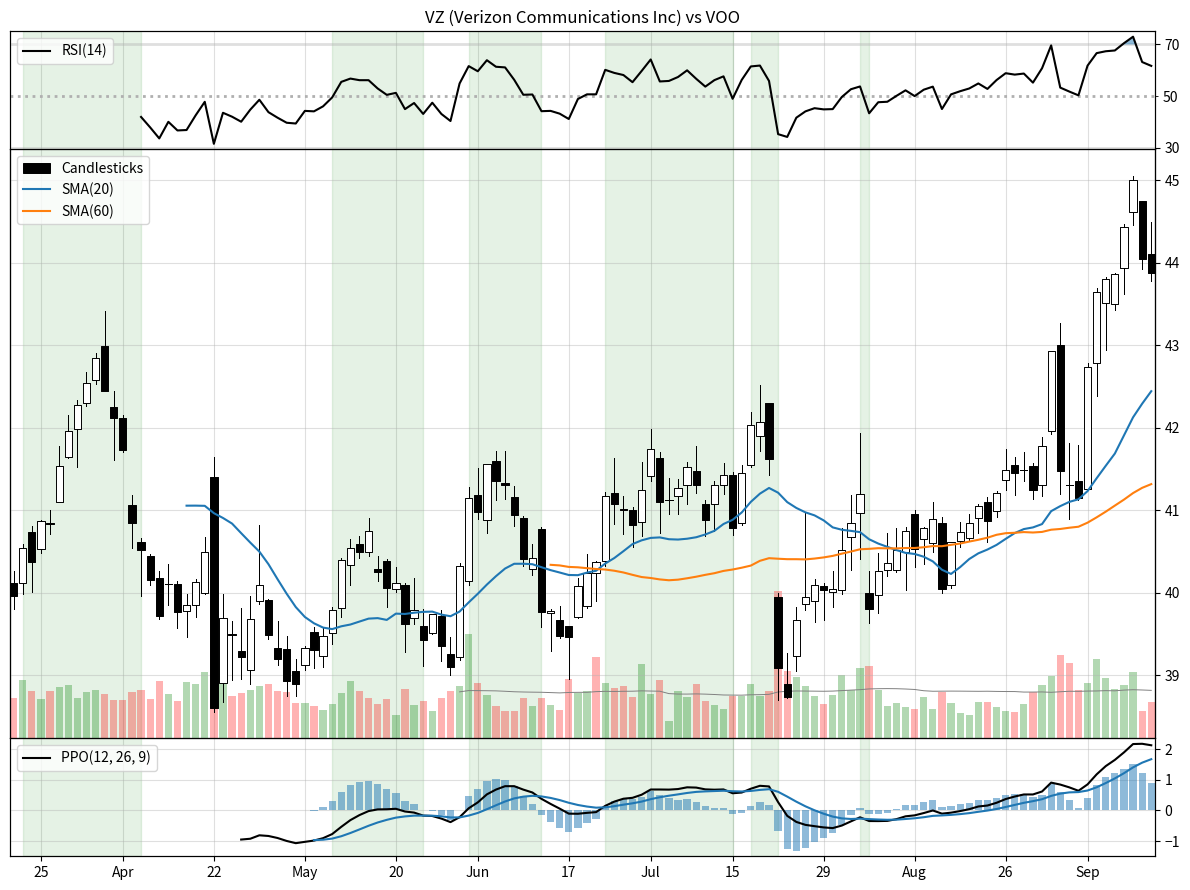 VZ (Verizon Communications Inc) vs VOO
RSI(14)
70
50
30
Candlesticks
SMA(20)
SMA(60)
45
44
43
42
41
40
39
PPO(12, 26, 9)
2
1
0
−1
25 Apr 22 May 20 Jun 17 Jul 15 29 Aug 26 Sep